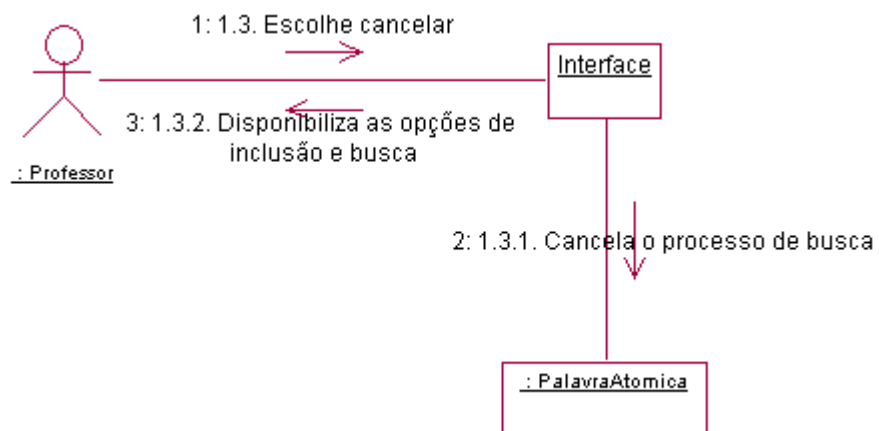 1: 1.3. Escolhe cancelar
Interface
3: 1.3.2. Disponibiliza as opções de
inclusão e busca
: Professor
2: 1.3.1. Cancela o processo de busca
: PalavraAtomica